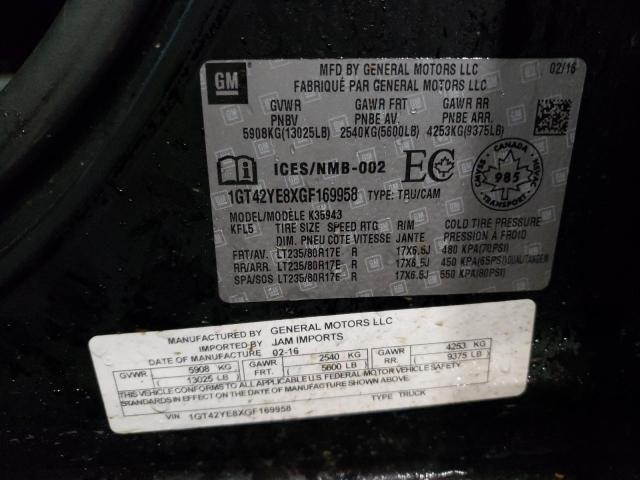 GM
MFD BY GENERAL MOTORS LLC 02/16
FABRIQUÉ PAR GENERAL MOTORS LLC
GVWR GAWR FRT GAWR RR
PNBV PNBE AV. PNBE ARR.
5908KG(13025LB) 2540KG(5600LB) 4253KG(9375LB)
ICES/NMB-002 EC
CANADA
985
TRANSPORT
CMVSS
NSVAC
1GT42YE8XGF169958 TYPE: TRU/CAM
MODEL/MODÈLE K35943
KFL5 TIRE SIZE SPEED RTG RIM COLD TIRE PRESSURE
DIM. PNEU COTE VITESSE JANTE PRESSION À FROID
FRT/AV. LT235/80R17E R 17X6.5J 480 KPA(70PSI)
RR/ARR. LT235/80R17E R 17X6.5J 450 KPA(65PSI)DUAL/TANDEM
SPA/SOS LT235/80R17E R 17X6.5J 550 KPA(80PSI)
MANUFACTURED BY GENERAL MOTORS LLC
IMPORTED BY JAM IMPORTS
DATE OF MANUFACTURE 02-16
GVWR 5908 KG GAWR 2540 KG GAWR 4253 KG
( 13025 LB ) FRT. ( 5600 LB ) RR. ( 9375 LB )
THIS VEHICLE CONFORMS TO ALL APPLICABLE U.S. FEDERAL MOTOR VEHICLE SAFETY
STANDARDS IN EFFECT ON THE DATE OF MANUFACTURE SHOWN ABOVE.
VIN 1GT42YE8XGF169958 TYPE TRUCK